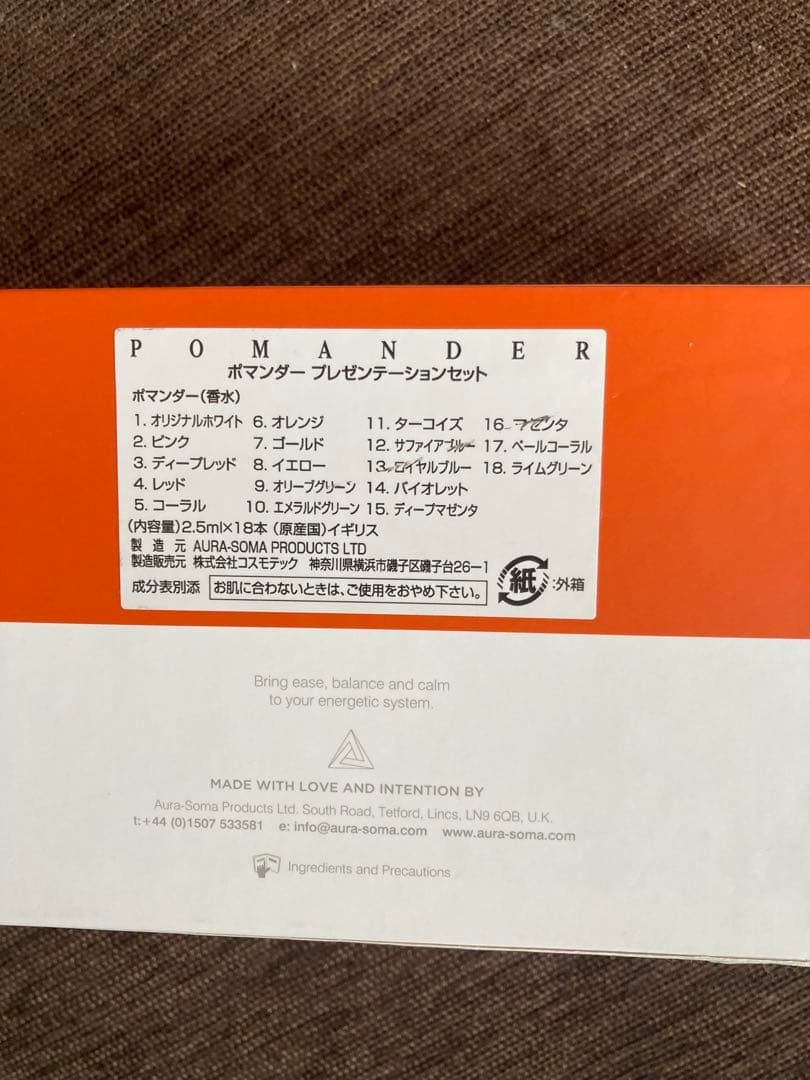 POMANDER
ポマンダー プレゼンテーションセット
ポマンダー(香水)
1. オリジナルホワイト 6. オレンジ 11. ターコイズ 16. マゼンタ
2. ピンク 7. ゴールド 12. サファイアブルー 17. ペールコーラル
3. ディープレッド 8. イエロー 13. ロイヤルブルー 18. ライムグリーン
4. レッド 9. オリーブグリーン 14. バイオレット
5. コーラル 10. エメラルドグリーン 15. ディープマゼンタ
(内容量)2.5ml×18本 (原産国)イギリス
製造元 AURA-SOMA PRODUCTS LTD
製造販売元 株式会社コスモテック 神奈川県横浜市磯子区磯子台26-1
成分表別添 お肌に合わないときは、ご使用をおやめ下さい。 紙:外箱
Bring ease, balance and calm
to your energetic system.
MADE WITH LOVE AND INTENTION BY
Aura-Soma Products Ltd. South Road, Tetford, Lincs, LN9 6QB, U.K.
t:+44 (0)1507 533581 e: info@aura-soma.com www.aura-soma.com
Ingredients and Precautions